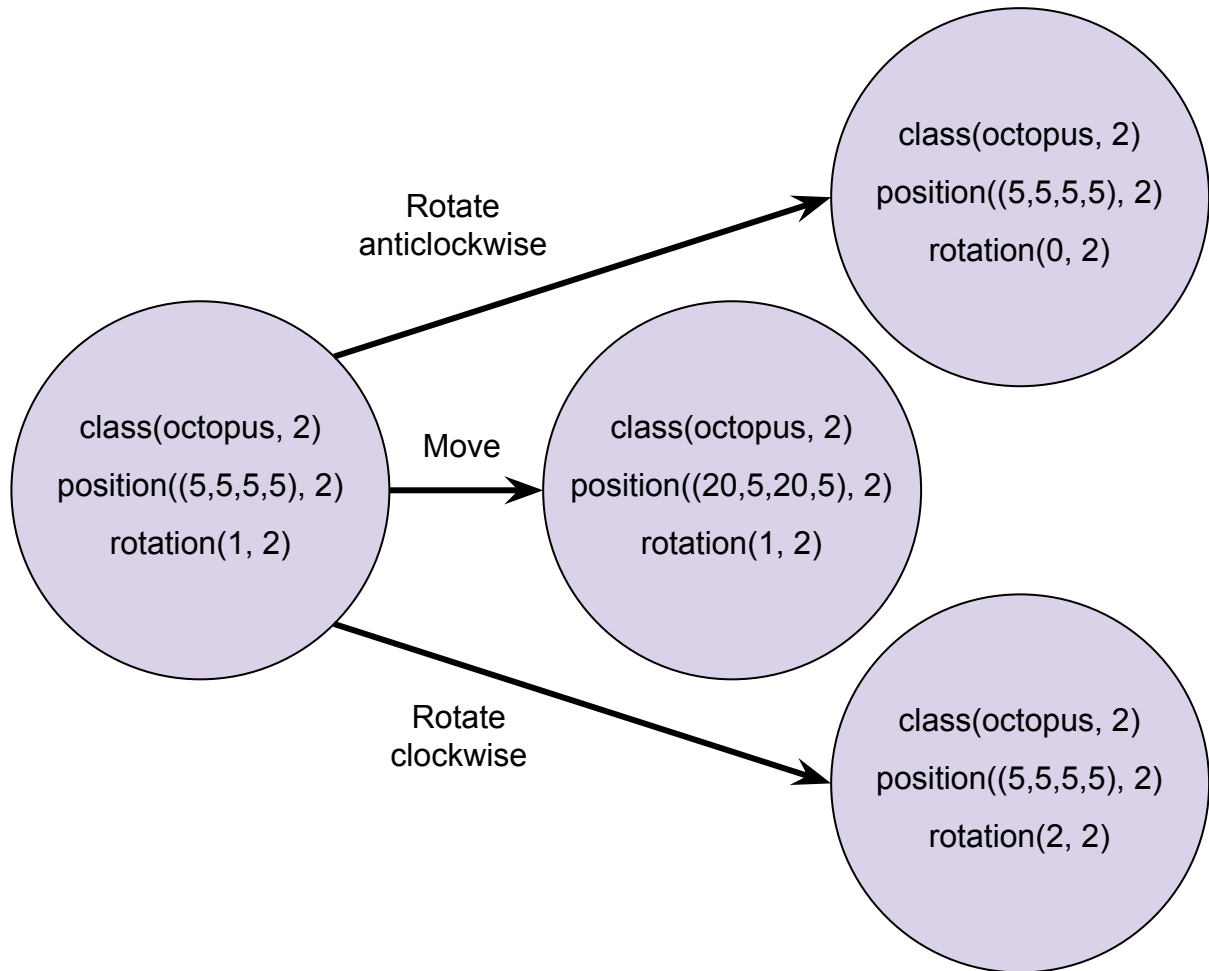 class(octopus, 2)
position((5,5,5,5), 2)
rotation(1, 2)
Rotate
anticlockwise
class(octopus, 2)
position((5,5,5,5), 2)
rotation(0, 2)
Move
class(octopus, 2)
position((20,5,20,5), 2)
rotation(1, 2)
Rotate
clockwise
class(octopus, 2)
position((5,5,5,5), 2)
rotation(2, 2)